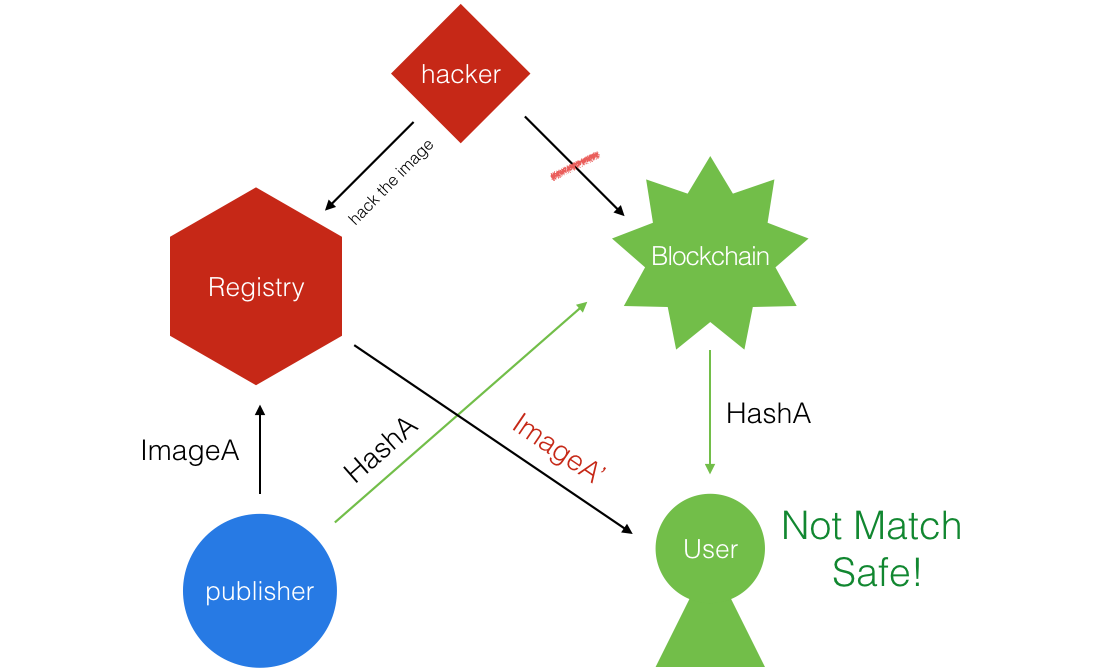 hacker
hack the image
Blockchain
Registry
HashA
ImageA
HashA
ImageA’
Not Match
Safe!
User
publisher